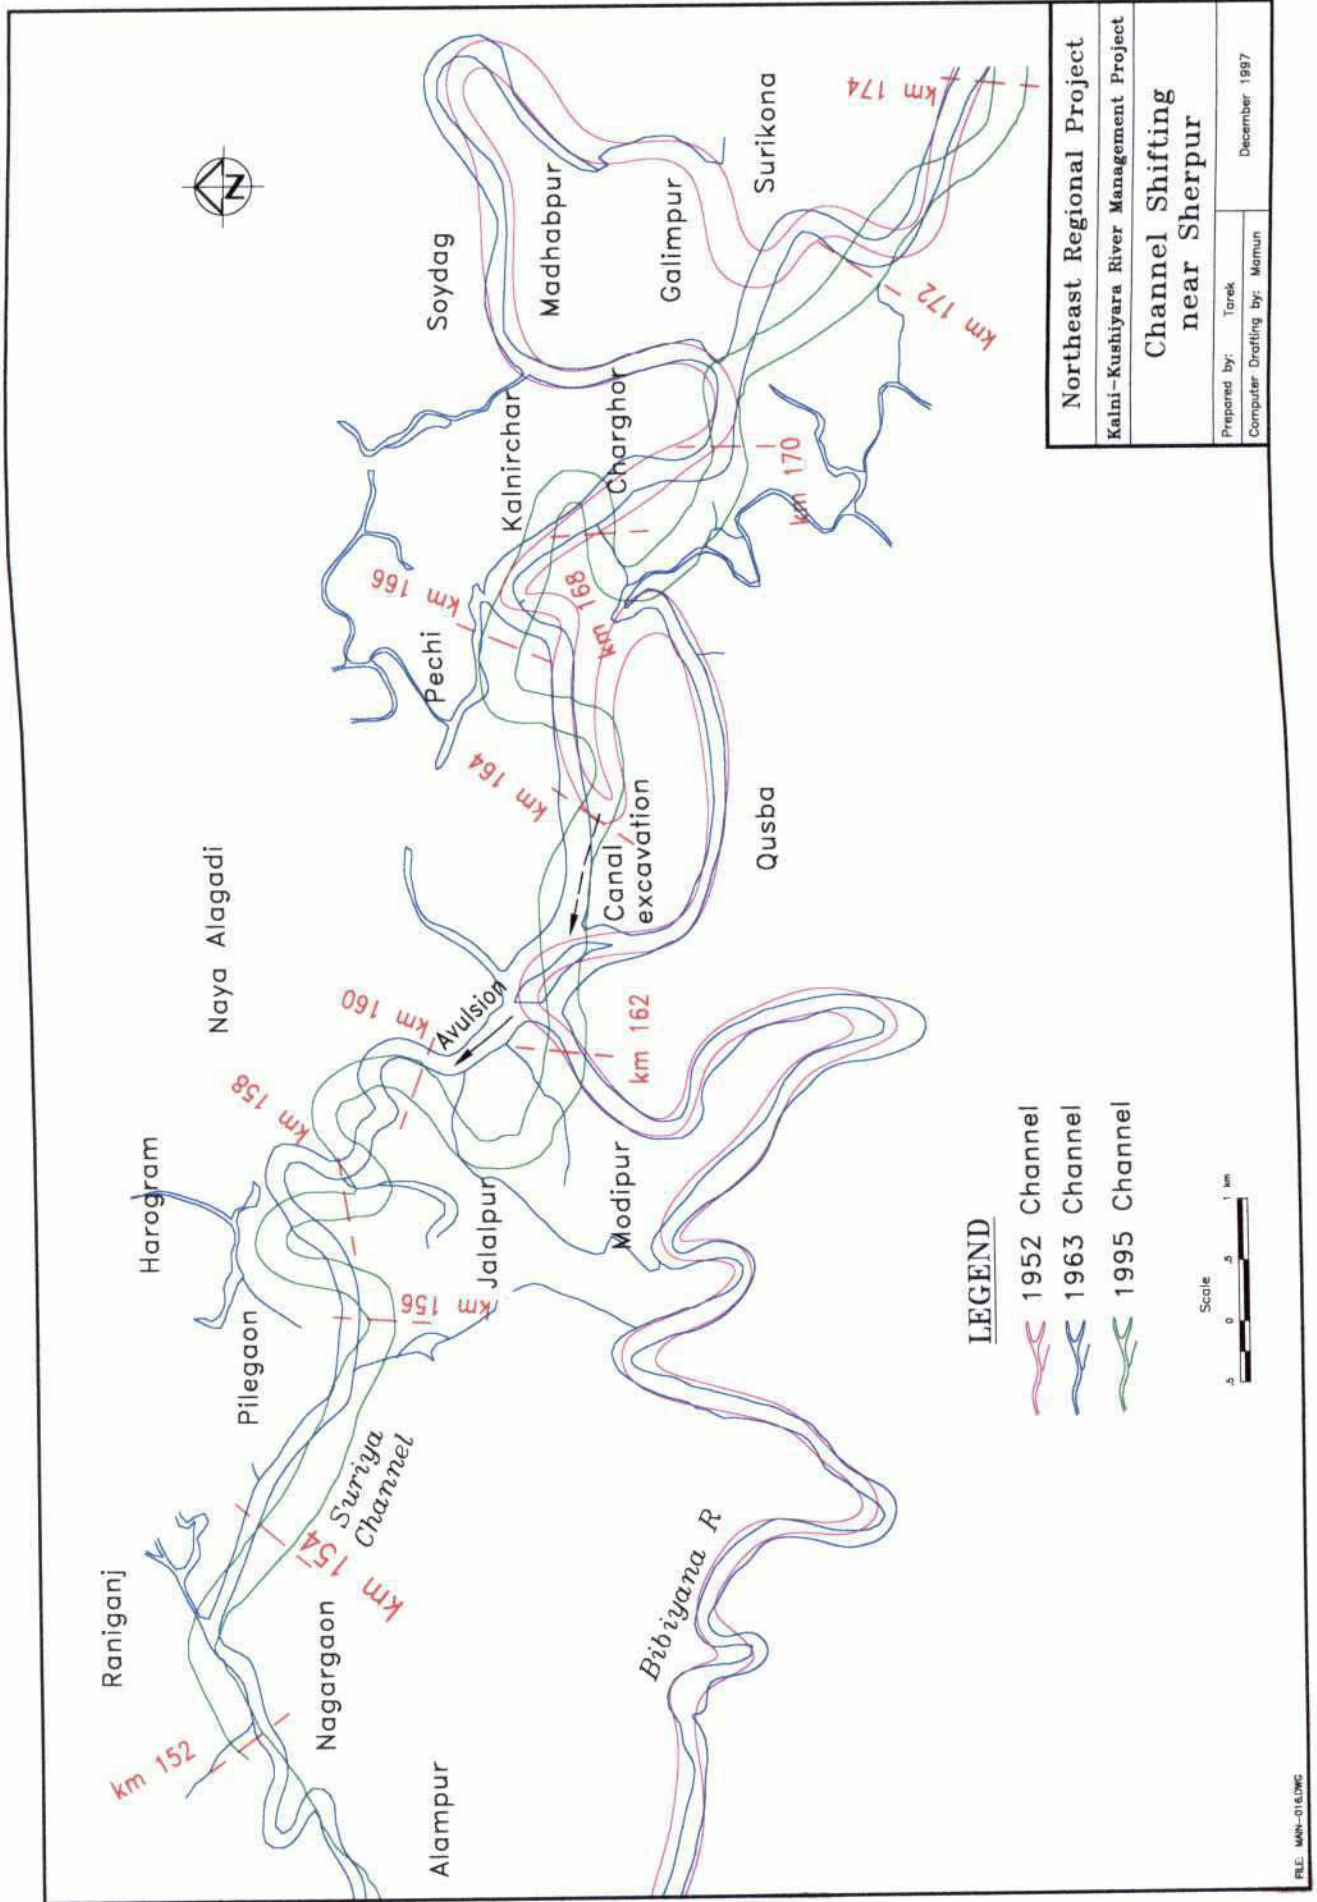 Northeast Regional Project
Kalni-Kushiyara River Management Project
Channel Shifting
near Sherpur
Prepared by: Tarek
Computer Drafting by: Mamun
December 1997
N
Soydag
Madhabpur
Galimpur
Surikona
km 174
km 172
km 170
Kalnirchar
Charghor
km 168
km 166
Pechi
km 164
Canal
excavation
Qusba
Naya Alagadi
km 162
Avulsion
km 160
km 158
Harogram
Jalalpur
Modipur
km 156
Pilegaon
Suriya
Channel
km 154
Raniganj
Nagargaon
km 152
Bibiyana R
Alampur
LEGEND
1952 Channel
1963 Channel
1995 Channel
Scale
.5 0 .5 1 km
FILE: MAIN-016.DWG